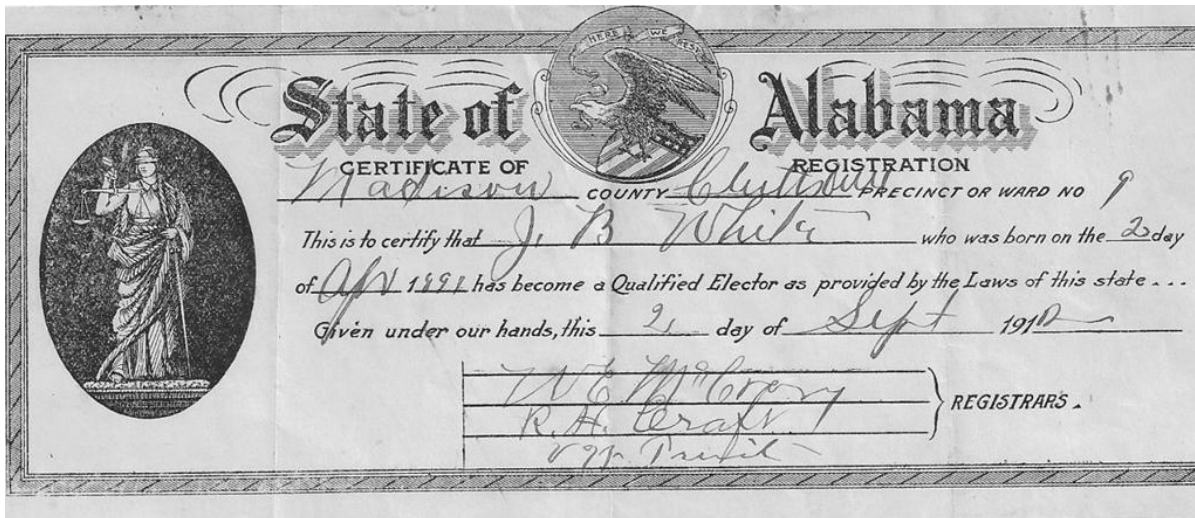 HERE WE REST
State of Alabama
CERTIFICATE OF REGISTRATION
Madison COUNTY PRECINCT OR WARD NO 9
This is to certify that J. B White who was born on the 2 day
of Apr 1891 has become a Qualified Elector as provided by the Laws of this state ...
Given under our hands, this 2 day of Sept 1912
R. H. Craft
REGISTRARS.